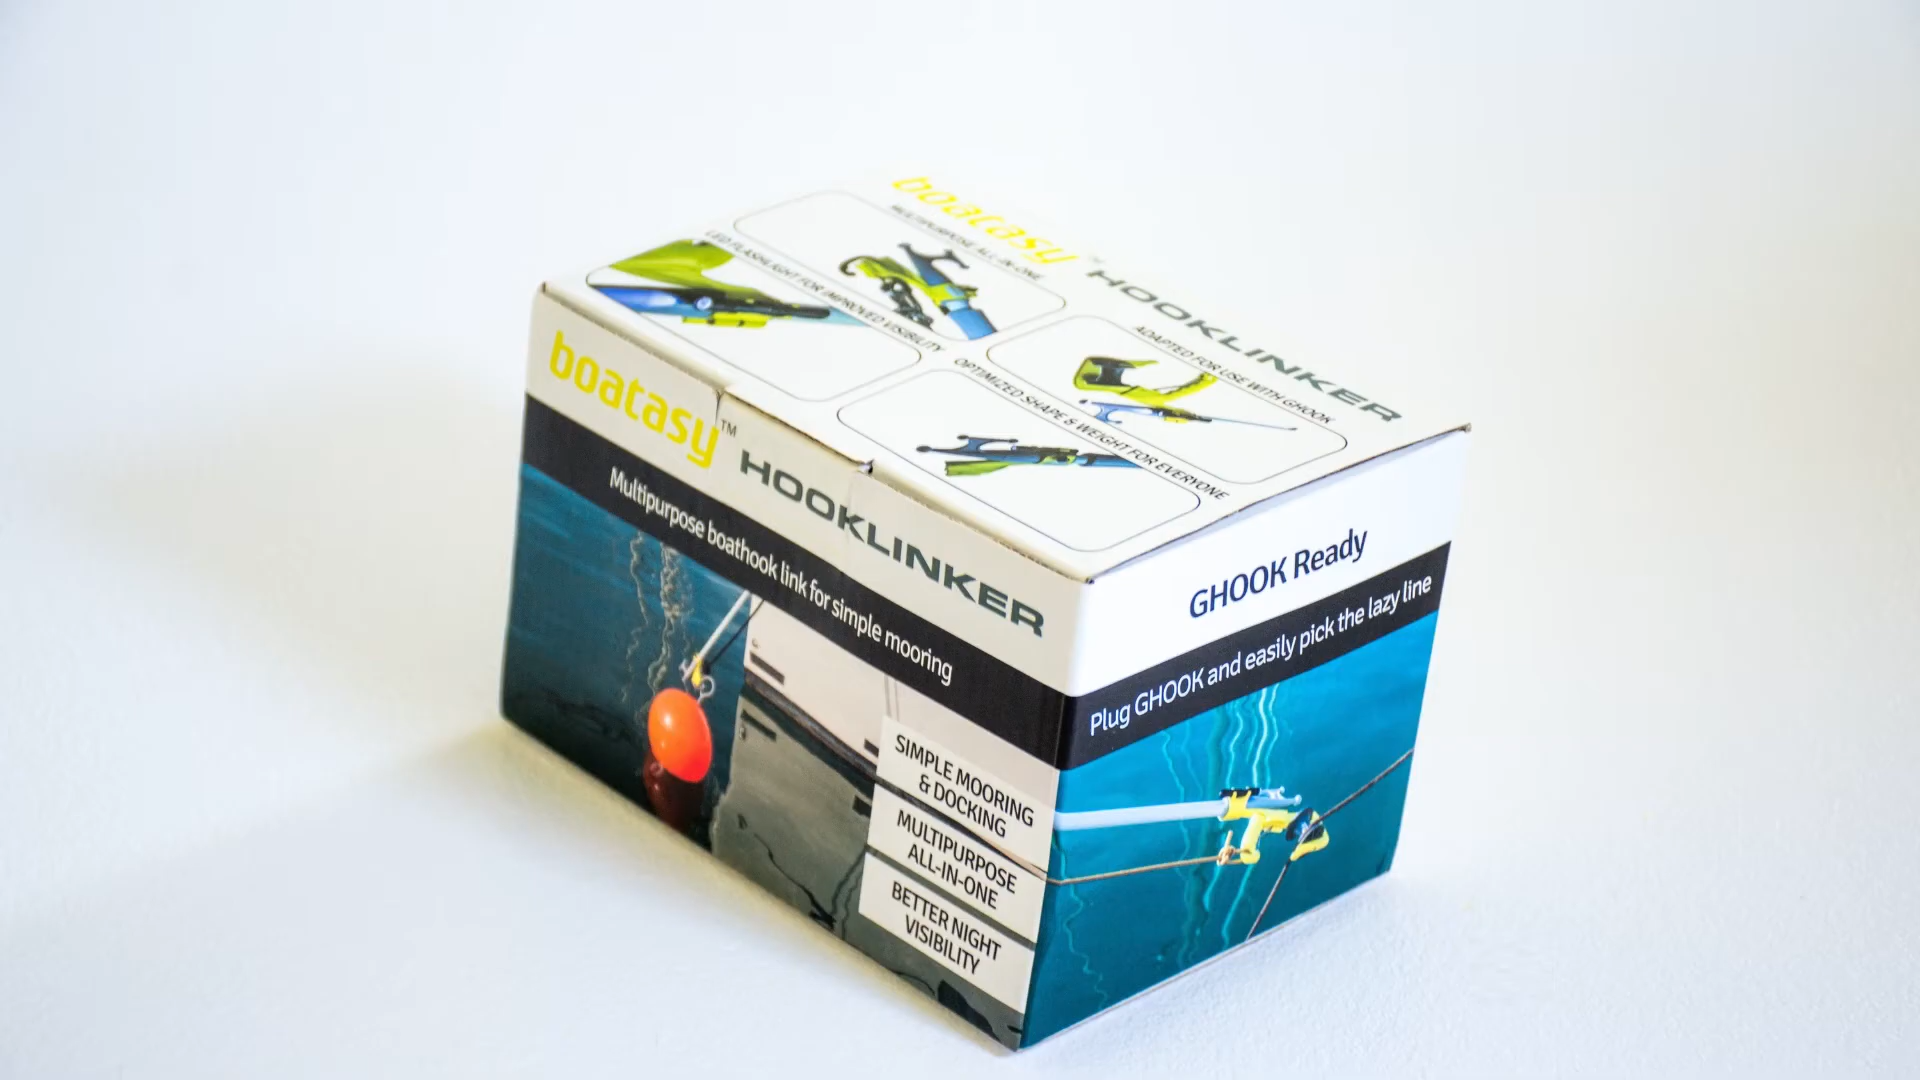 boatasy™ HOOKLINKER
MULTIPURPOSE ALL-IN-ONE
LED FLASHLIGHT FOR IMPROVED VISIBILITY
ADAPTED FOR USE WITH GHOOK
OPTIMIZED SHAPE & WEIGHT FOR EVERYONE
boatasy™ HOOKLINKER
Multipurpose boathook link for simple mooring
SIMPLE MOORING
& DOCKING
MULTIPURPOSE
ALL-IN-ONE
BETTER NIGHT
VISIBILITY
GHOOK Ready
Plug GHOOK and easily pick the lazy line